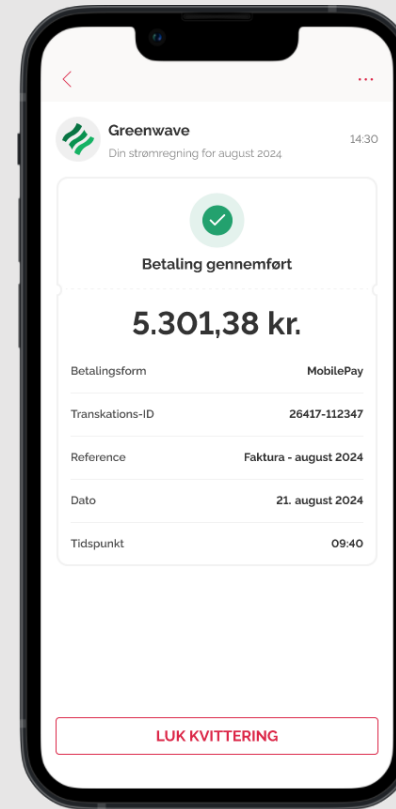 Greenwave
14:30
Din strømregning for august 2024
Betaling gennemført
5.301,38 kr.
Betalingsform MobilePay
Transkations-ID 26417-112347
Reference Faktura - august 2024
Dato 21. august 2024
Tidspunkt 09:40
LUK KVITTERING